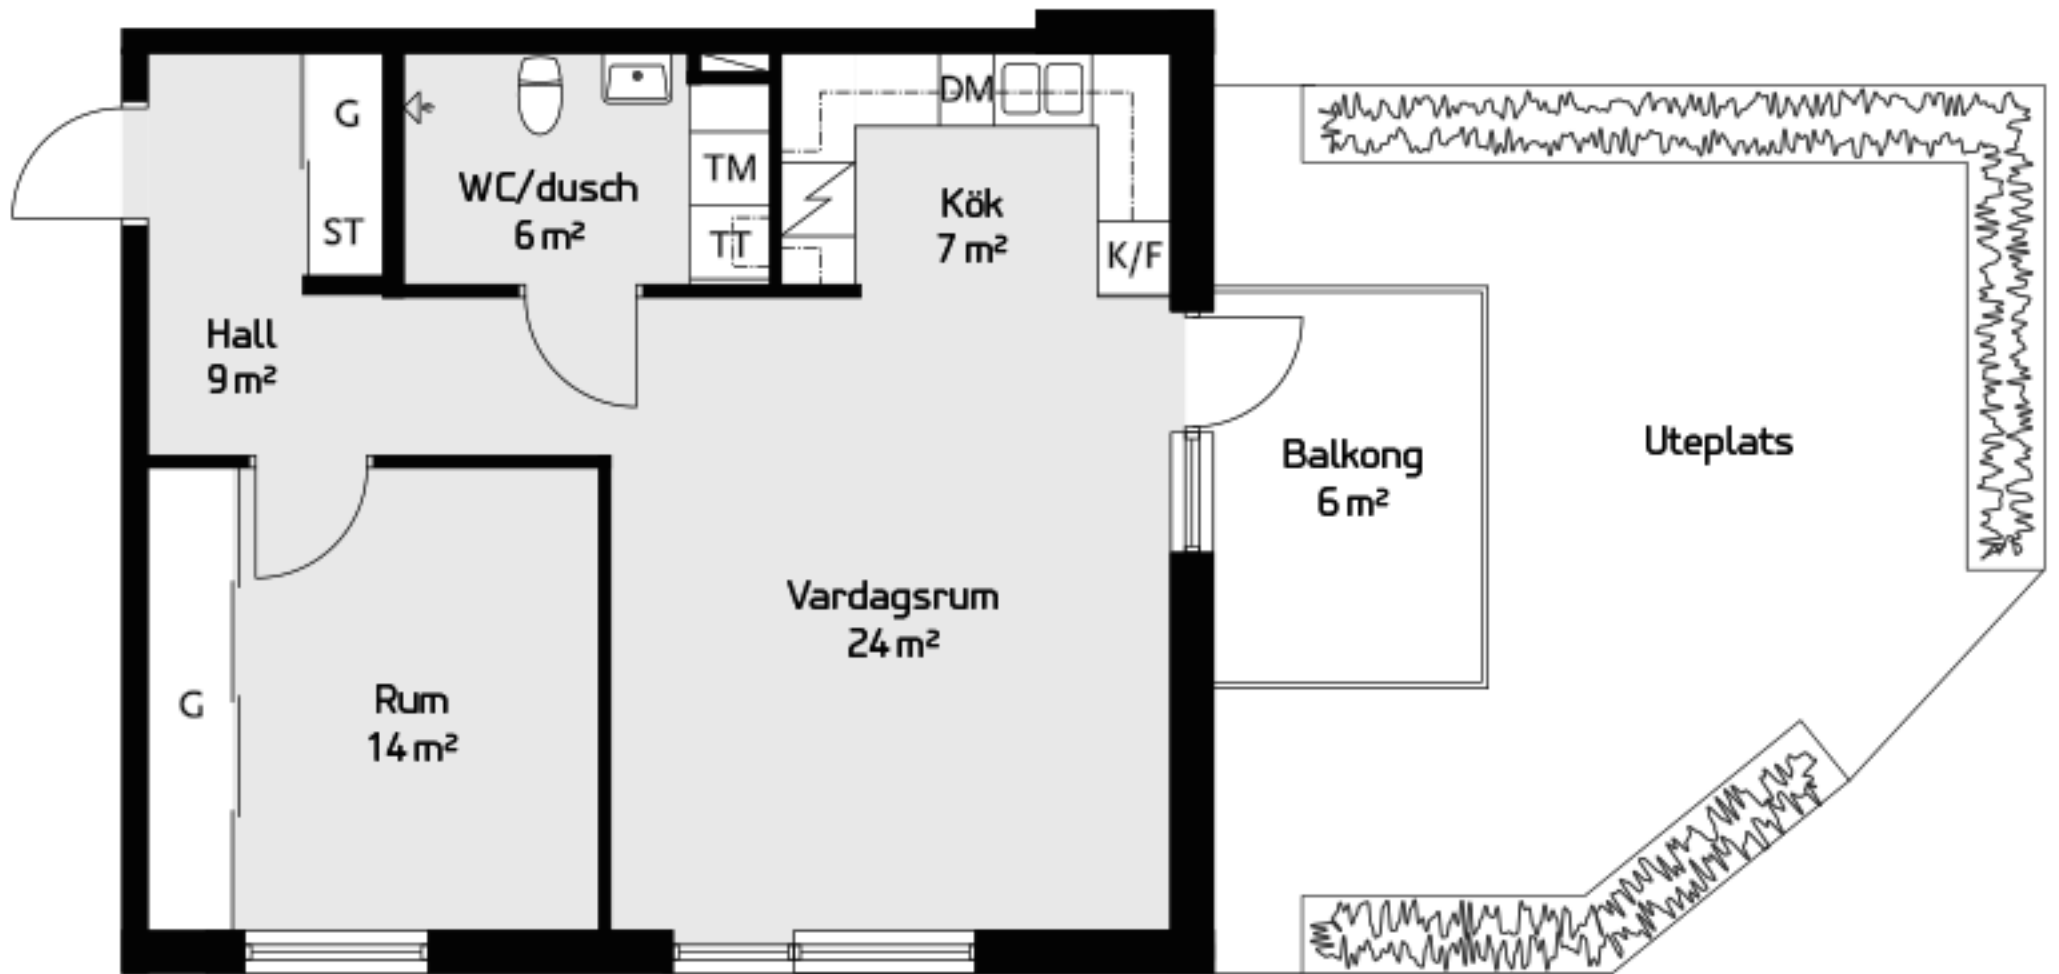 G
DM
TM
WC/dusch
6 m²
Kök
7 m²
ST
TT
K/F
Hall
9 m²
Balkong
6 m²
Uteplats
Vardagsrum
24 m²
G
Rum
14 m²